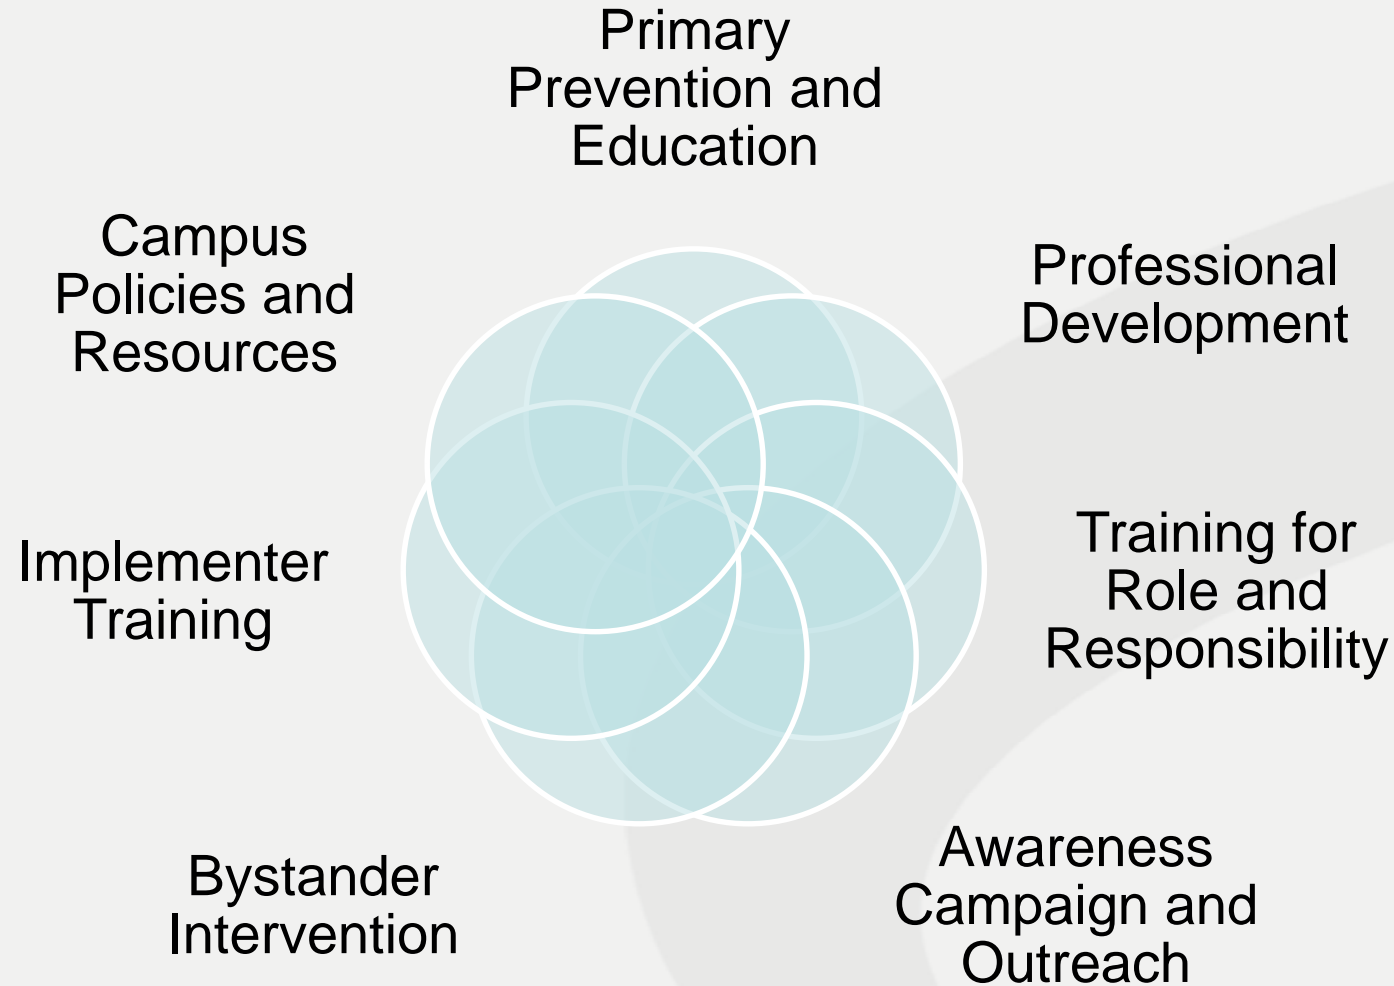 Primary
Prevention and
Education
Campus
Policies and
Resources
Professional
Development
Implementer
Training
Training for
Role and
Responsibility
Bystander
Intervention
Awareness
Campaign and
Outreach